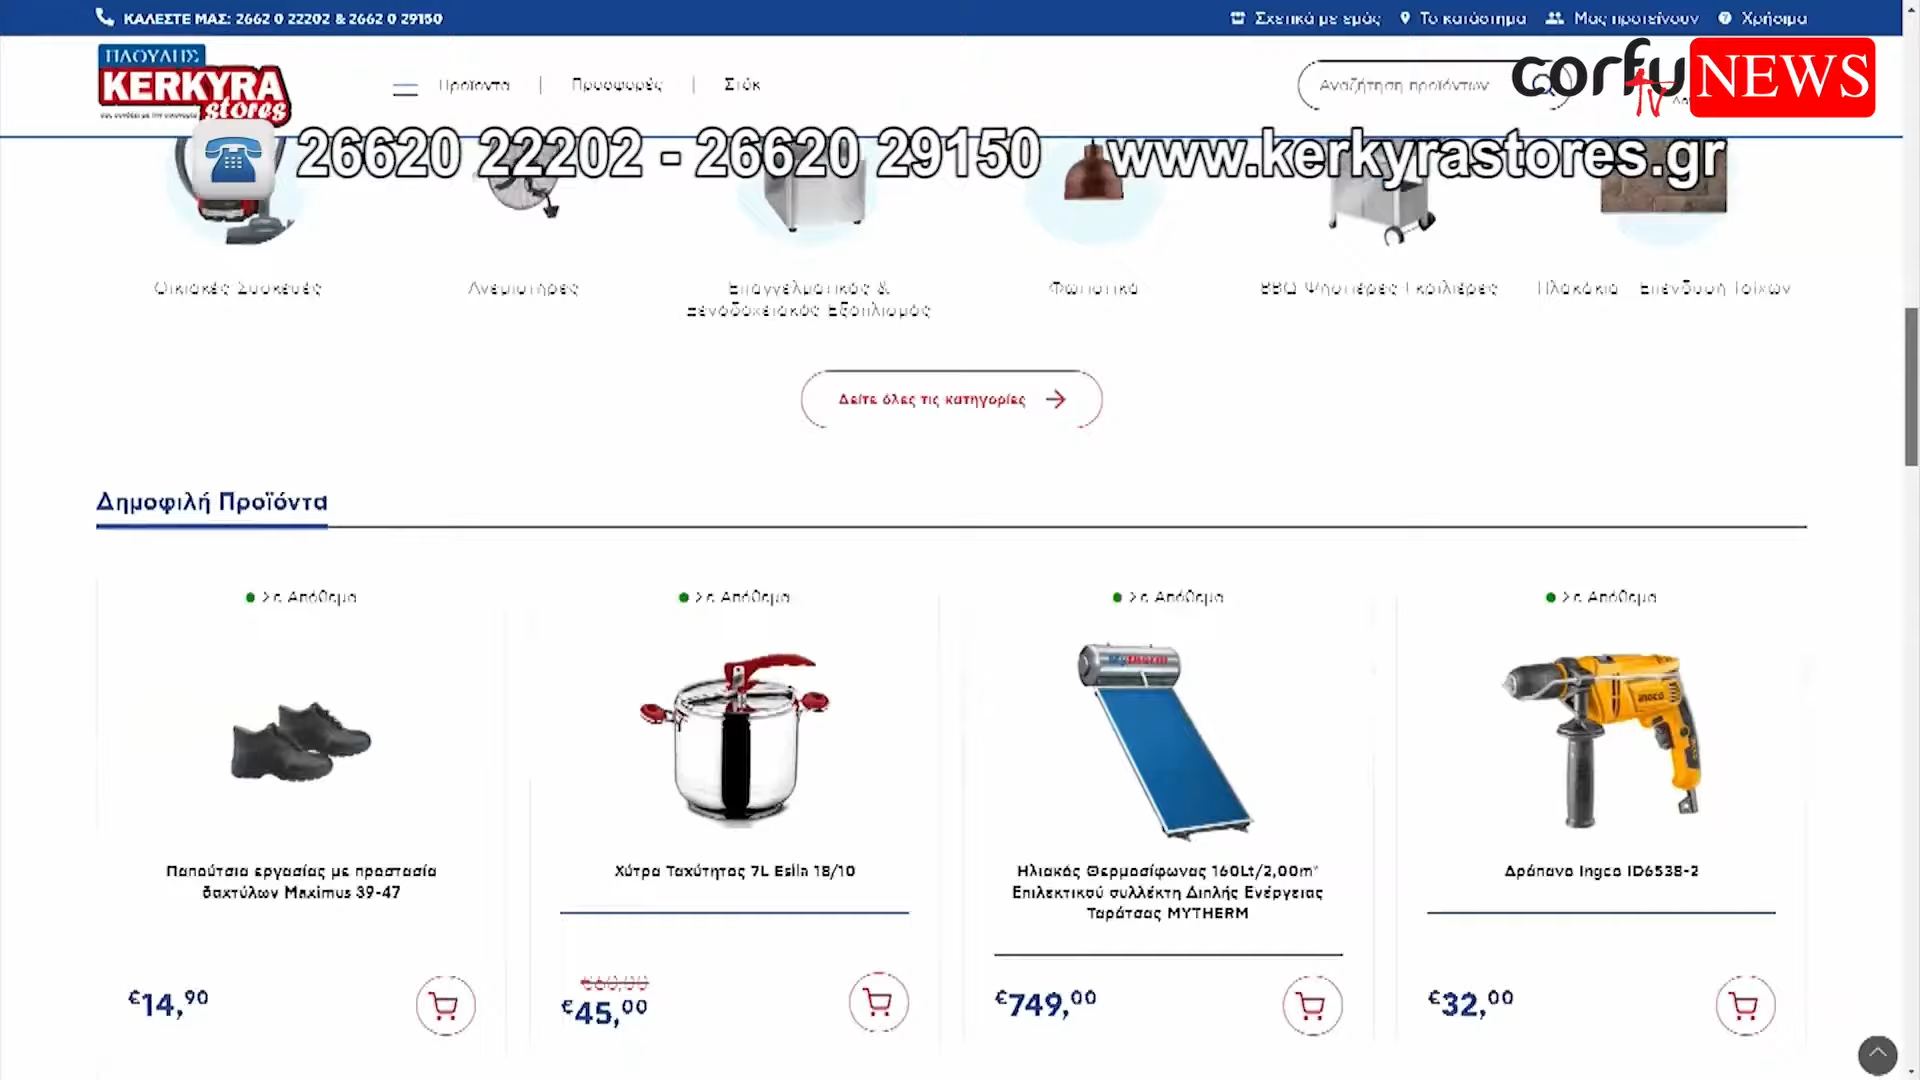 ΚΑΛΕΣΤΕ ΜΑΣ: 2662 0 22202 & 2662 0 29150
Σχετικά με εμάς
Το κατάστημα
Μας προτείνουν
Χρήσιμα
ΠΛΟΥΛΗΣ
KERKYRA
stores
Προϊόντα
Προσφορές
Στόκ
Αναζήτηση προϊόντων
corfu
TV
NEWS
26620 22202 - 26620 29150
www.kerkyrastores.gr
Οικιακές Συσκευές
Ανεμιστήρες
Επαγγελματικός &
Ξενοδοχειακός Εξοπλισμός
Φωτιστικά
BBQ Ψησταριές Γκριλιέρες
Πλακάκια - Επένδυση Τοίχων
Δείτε όλες τις κατηγορίες
Δημοφιλή Προϊόντα
Σε Απόθεμα
Σε Απόθεμα
Σε Απόθεμα
Σε Απόθεμα
Παπούτσια εργασίας με προστασία
δαχτύλων Maximus 39-47
Χύτρα Ταχύτητος 7L Esila 18/10
Ηλιακός Θερμοσίφωνας 160Lt/2,00m²
Επιλεκτικού συλλέκτη Διπλής Ενέργειας
Ταράτσας MYTHERM
Δράπανο Ingco ID6538-2
€14,90
€60,00
€45,00
€749,00
€32,00